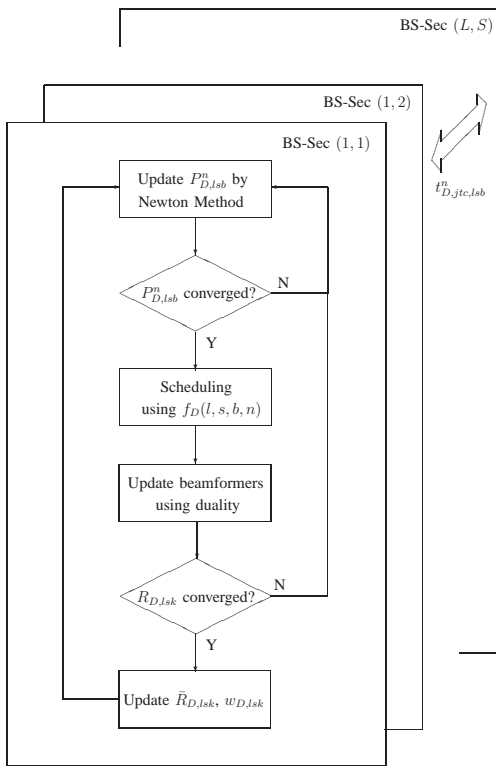 BS-Sec (L, S)
BS-Sec (1, 2)
BS-Sec (1, 1)
Update P^n_{D,lsb} by
Newton Method
t^n_{D,jtc,lsb}
P^n_{D,lsb} converged?
N
Y
Scheduling
using f_D(l, s, b, n)
Update beamformers
using duality
R_{D,lsk} converged?
N
Y
Update R̄_{D,lsk}, w_{D,lsk}